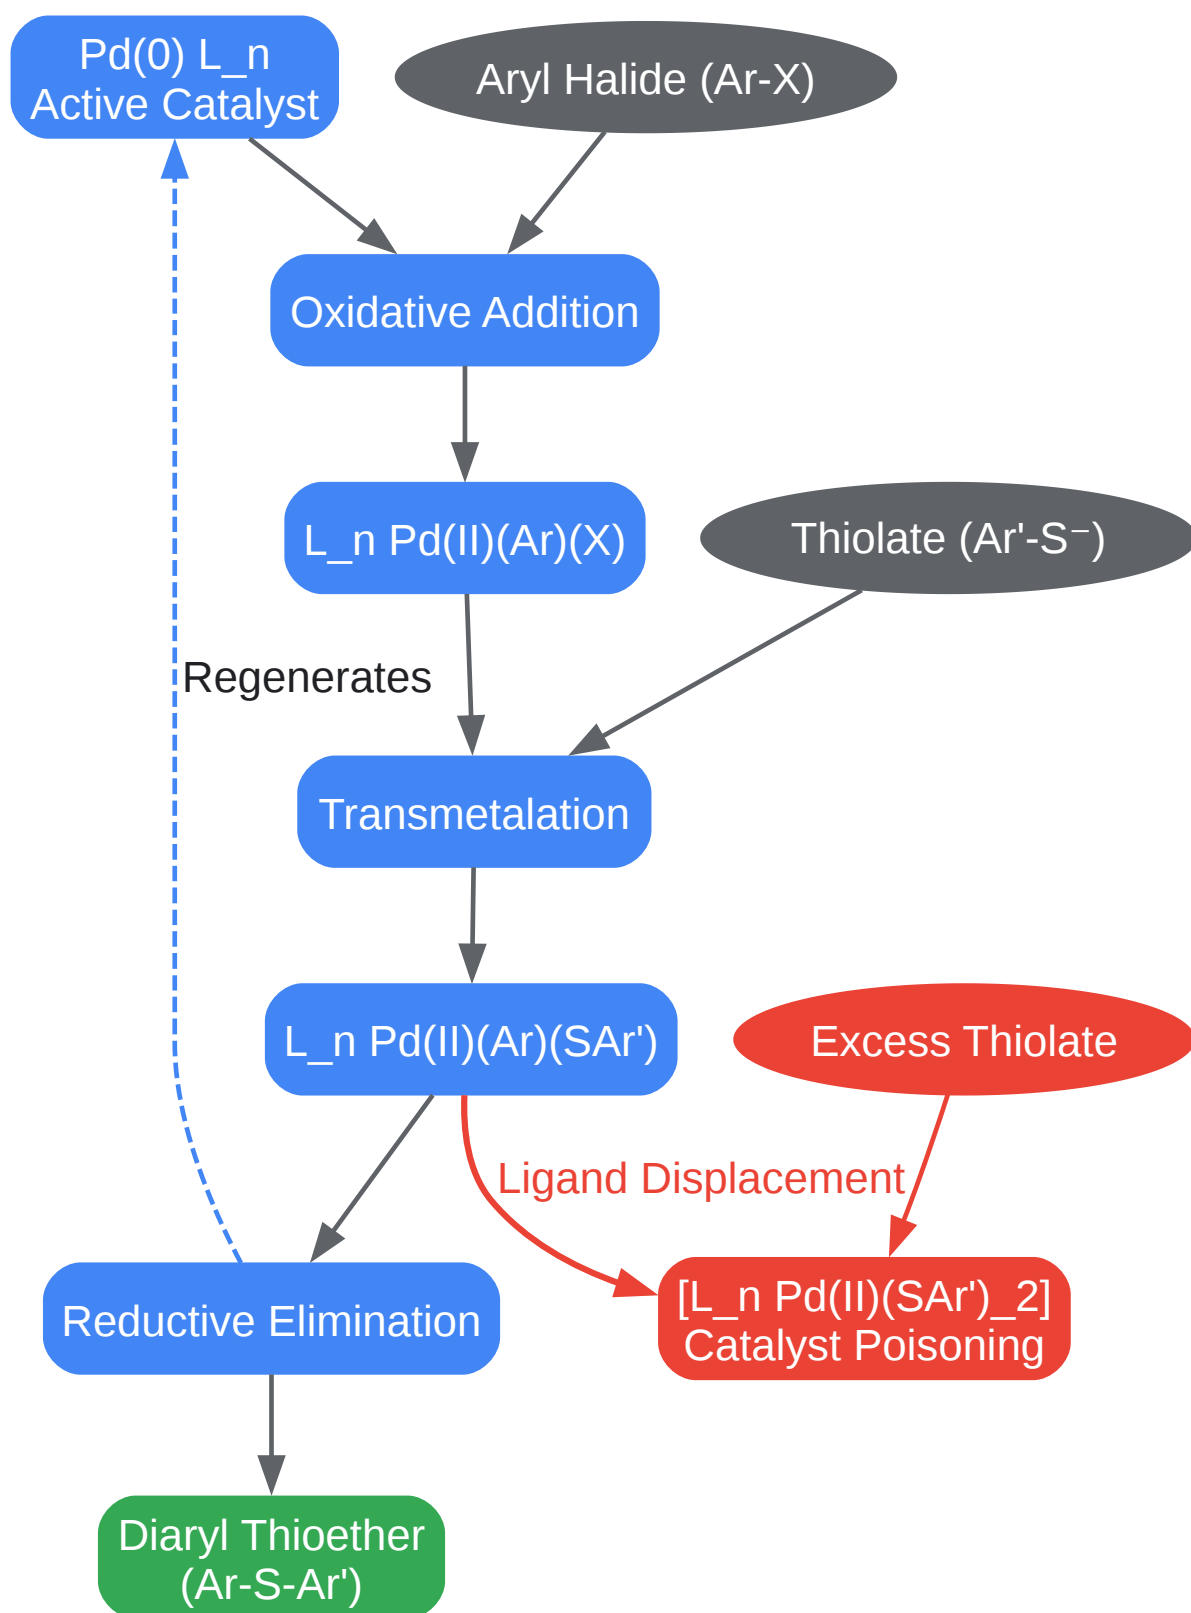 Pd(0) L_n
Active Catalyst
Aryl Halide (Ar-X)
Oxidative Addition
L_n Pd(II)(Ar)(X)
Thiolate (Ar'-S⁻)
Regenerates
Transmetalation
L_n Pd(II)(Ar)(SAr')
Excess Thiolate
Ligand Displacement
[L_n Pd(II)(SAr')_2]
Catalyst Poisoning
Reductive Elimination
Diaryl Thioether
(Ar-S-Ar')